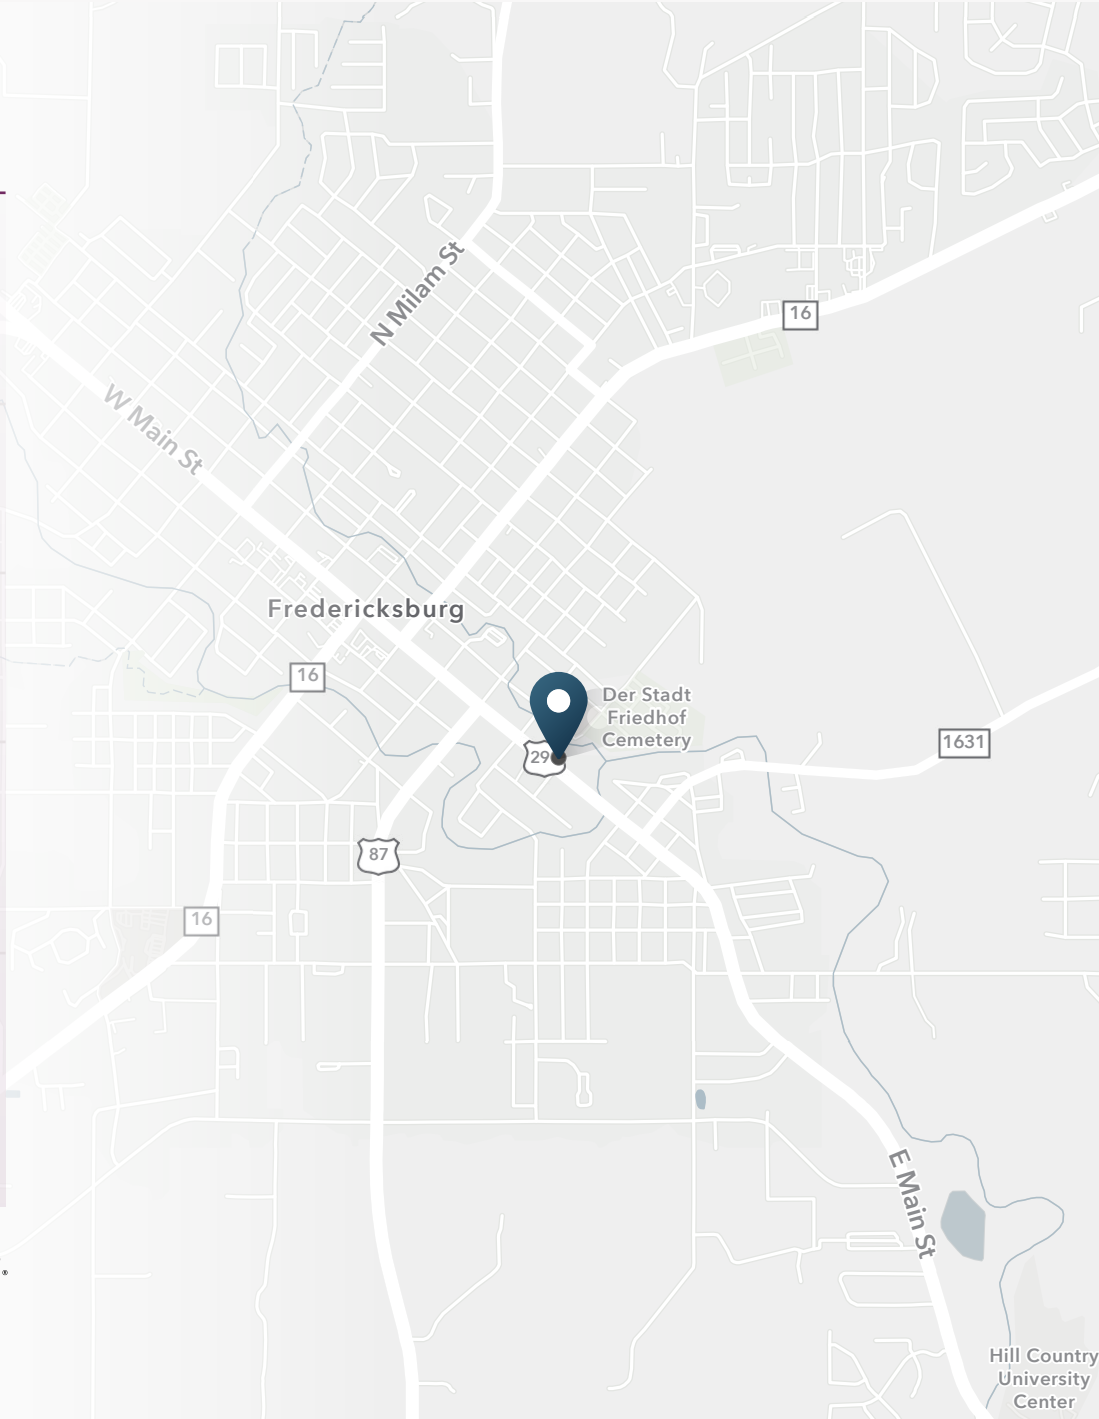 N Milam St
16
W Main St
Fredericksburg
16
Der Stadt
Friedhof
Cemetery
29
1631
87
16
E Main St
®
Hill Country
University
Center